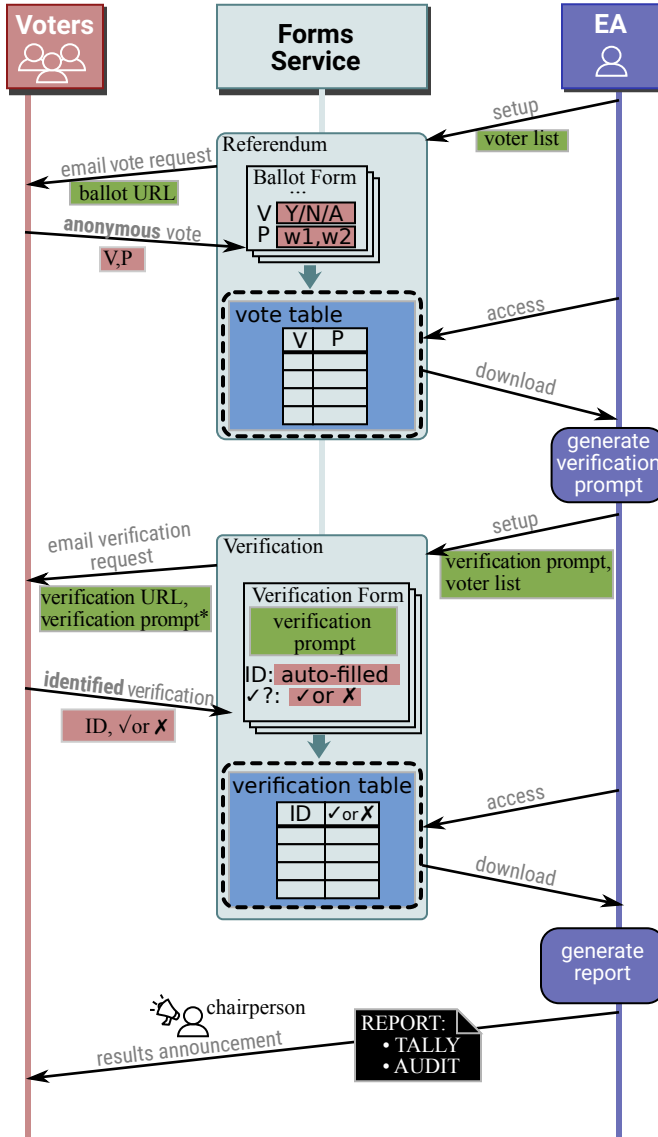 Voters
Forms
Service
EA
setup
voter list
Referendum
email vote request
ballot URL
Ballot Form
...
V Y/N/A
P w1,w2
anonymous vote
V,P
vote table
V P
access
download
generate
verification
prompt
setup
verification prompt,
voter list
email verification
request
verification URL,
verification prompt*
Verification
Verification Form
verification
prompt
ID: auto-filled
✓?: ✓or ✗
identified verification
ID, √or ✗
verification table
ID ✓or ✗
access
download
generate
report
chairperson
results announcement
REPORT:
• TALLY
• AUDIT